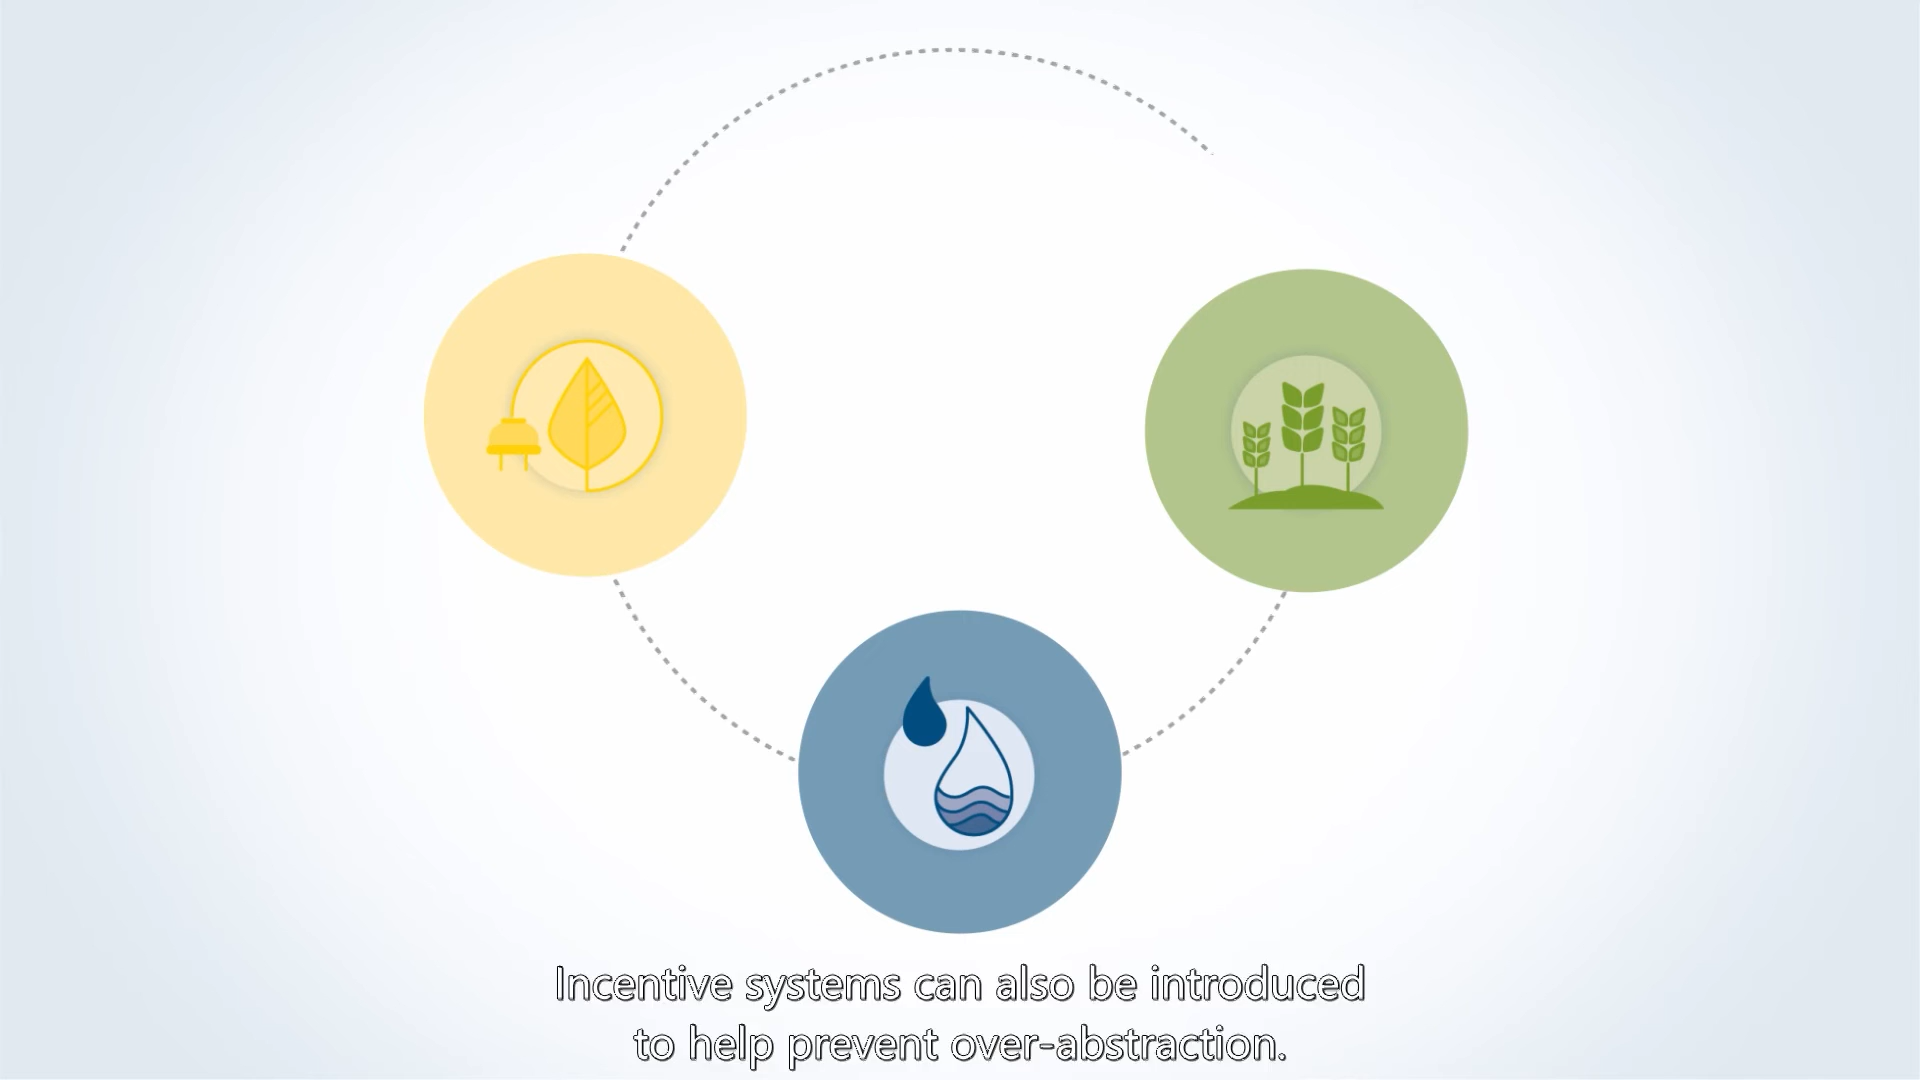 Incentive systems can also be introduced
to help prevent over-abstraction.